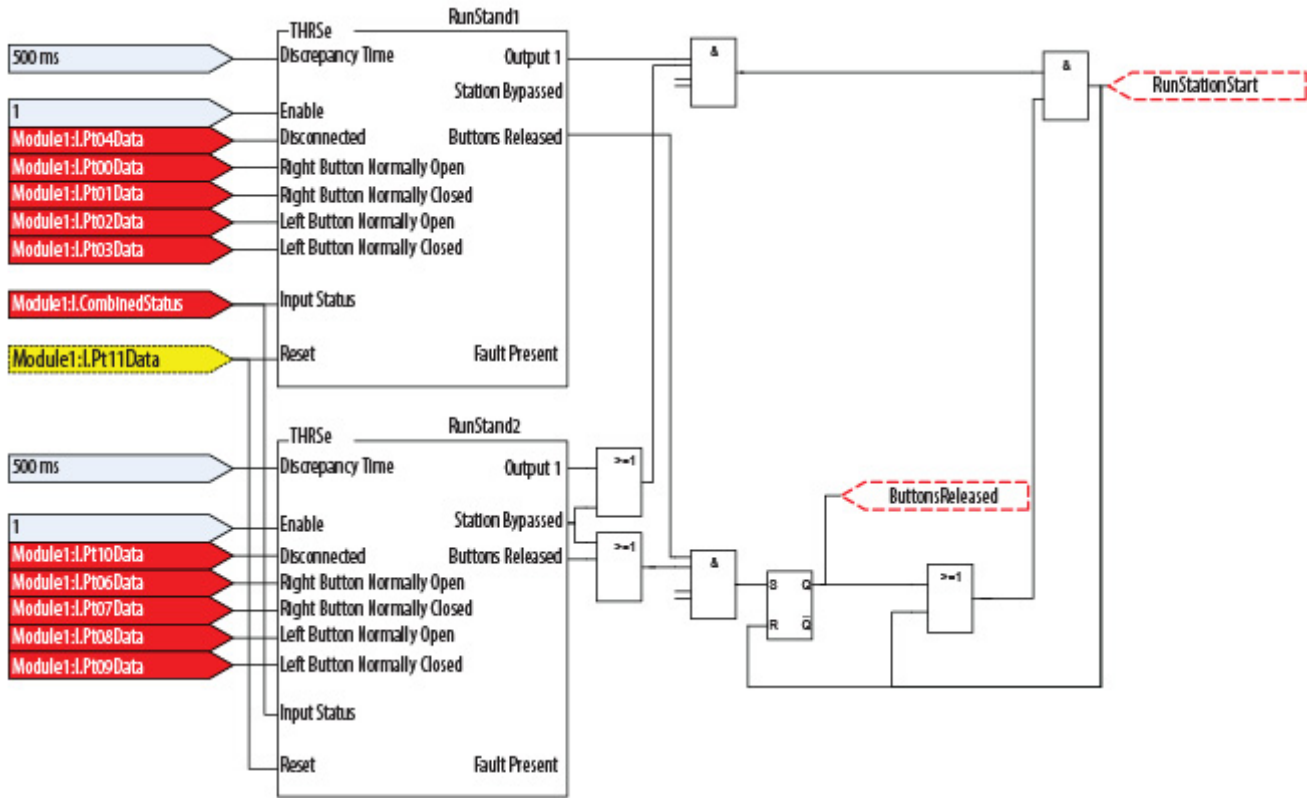 RunStand1
THRSe
500 ms
Discrepancy Time
Output 1
&
&
RunStationStart
Station Bypassed
1
Enable
Module1:I.Pt04Data
Disconnected
Buttons Released
Module1:I.Pt00Data
Right Button Normally Open
Module1:I.Pt01Data
Right Button Normally Closed
Module1:I.Pt02Data
Left Button Normally Open
Module1:I.Pt03Data
Left Button Normally Closed
Module1:I.CombinedStatus
Input Status
Module1:I.Pt11Data
Reset
Fault Present
RunStand2
THRSe
500 ms
Discrepancy Time
Output 1
>=1
ButtonsReleased
1
Enable
Station Bypassed
>=1
Module1:I.Pt10Data
Disconnected
Buttons Released
&
>=1
Module1:I.Pt06Data
Right Button Normally Open
S Q
Module1:I.Pt07Data
Right Button Normally Closed
Module1:I.Pt08Data
Left Button Normally Open
R Q̅
Module1:I.Pt09Data
Left Button Normally Closed
Input Status
Reset
Fault Present